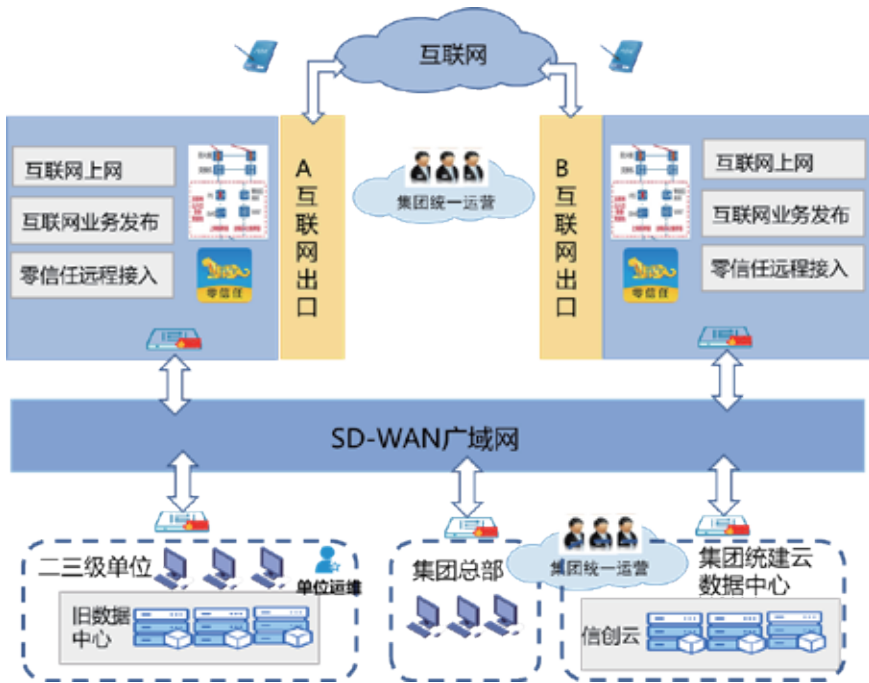 互联网
互联网上网
互联网业务发布
零信任远程接入
零信任
A
互
联
网
出
口
集团统一运营
B
互
联
网
出
口
互联网上网
互联网业务发布
零信任远程接入
零信任
SD-WAN广域网
二三级单位
单位运维
旧数据
中心
集团总部
集团统一运营
集团统建云
数据中心
信创云